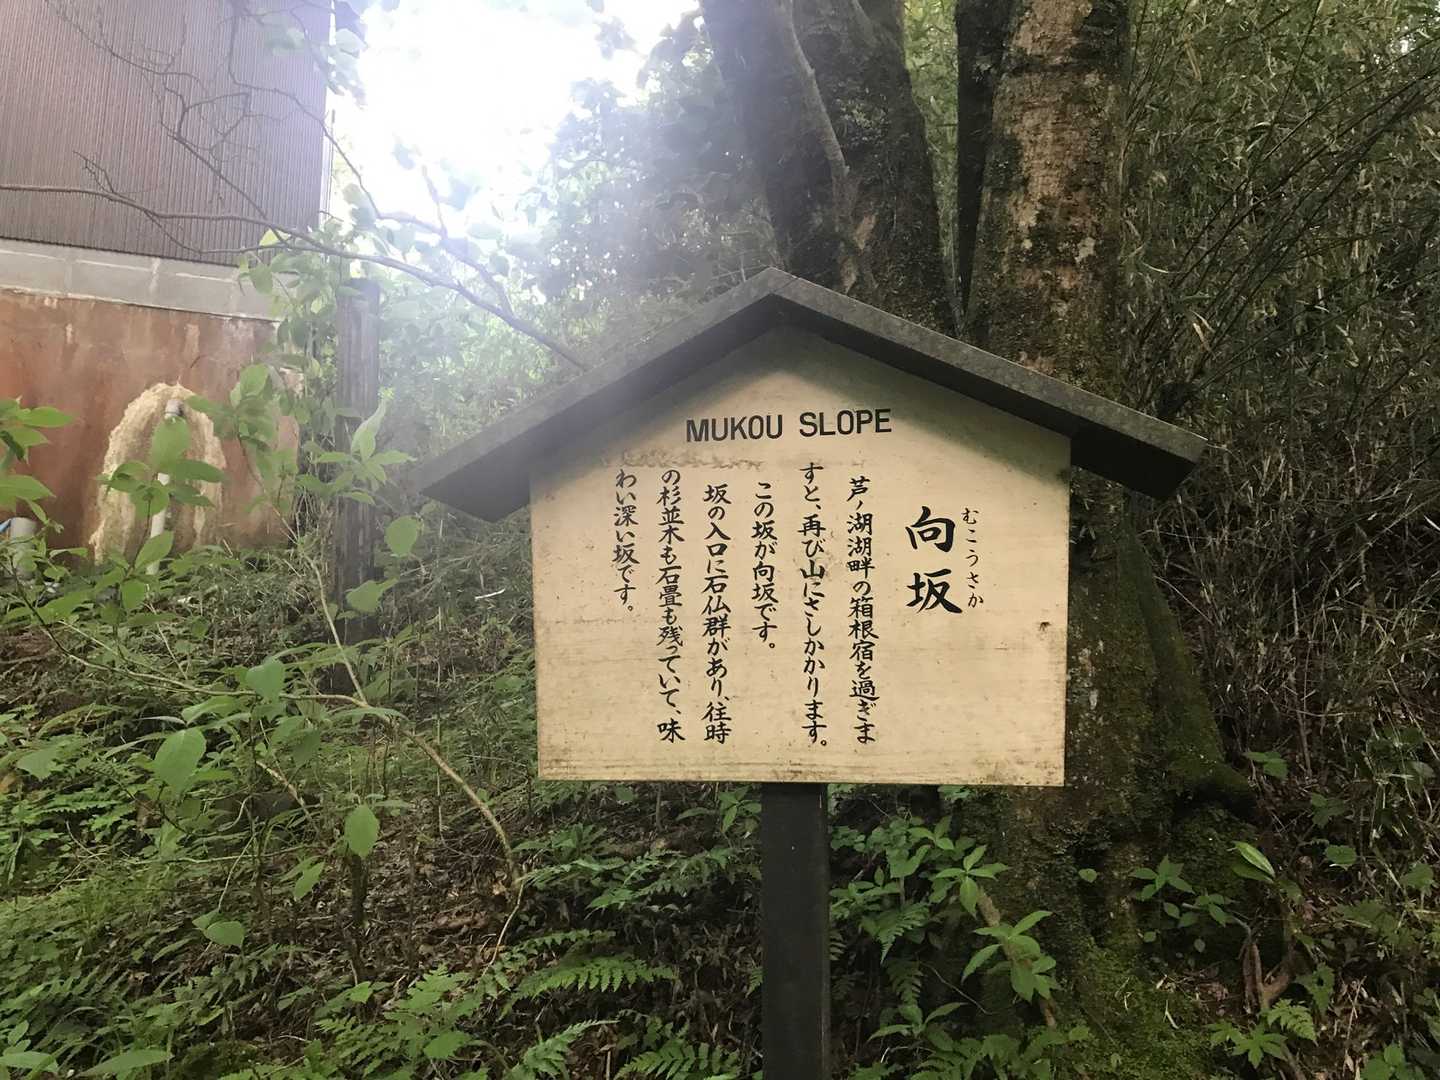 MUKOU SLOPE
むこうさか
向坂
芦ノ湖湖畔の箱根宿を過ぎま
すと、再び山にさしかかります。
この坂が向坂です。
坂の入口に石仏群があり、往時
の杉並木も石畳も残っていて、味
わい深い坂です。